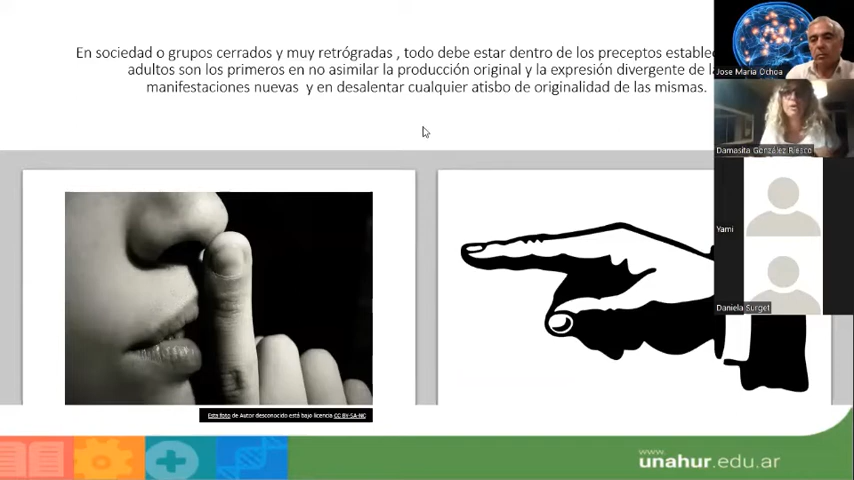 En sociedad o grupos cerrados y muy retrógradas , todo debe estar dentro de los preceptos
adultos son los primeros en no asimilar la producción original y la expresión divergente de
manifestaciones nuevas y en desalentar cualquier atisbo de originalidad de las mismas.
Jose Maria Ochoa
Damasita González Riesco
Yami
Daniela Surget
Esta foto de Autor desconocido está bajo licencia CC BY-SA-NC
www.
unahur.edu.ar